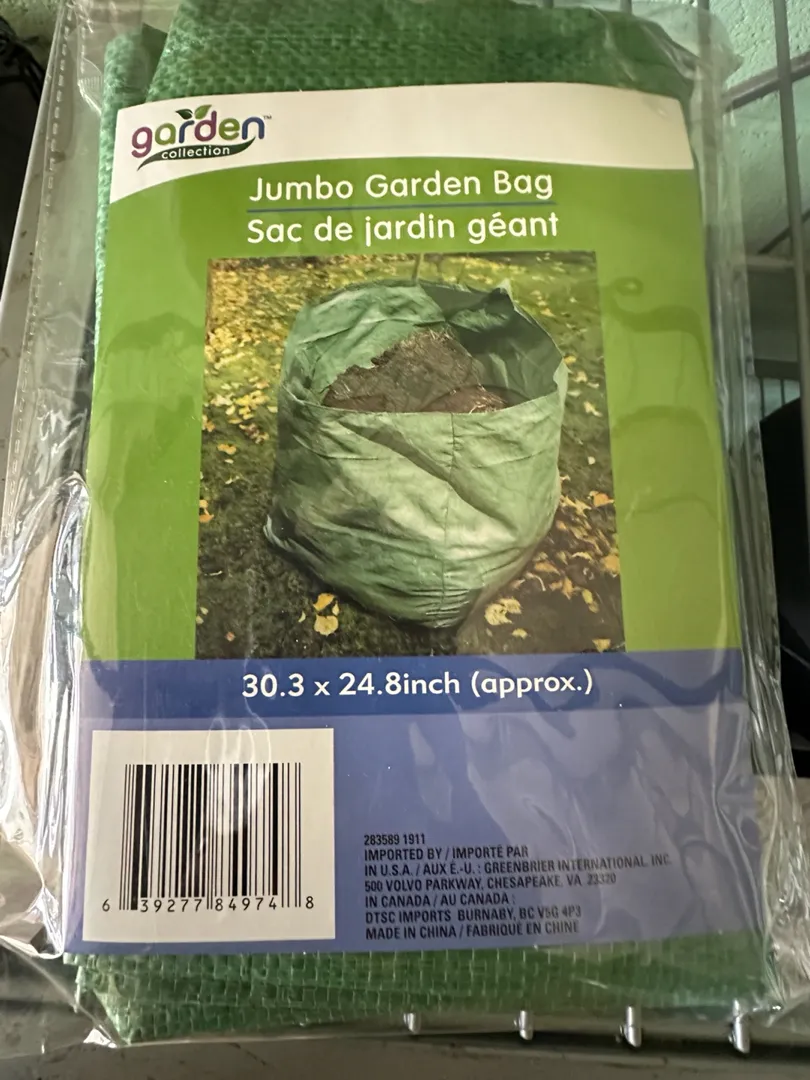 garden™
collection
Jumbo Garden Bag
Sac de jardin géant
30.3 x 24.8inch (approx.)
283589 1911
IMPORTED BY / IMPORTÉ PAR
IN U.S.A. / AUX É.-U. : GREENBRIER INTERNATIONAL, INC.
500 VOLVO PARKWAY, CHESAPEAKE, VA 23320
IN CANADA / AU CANADA :
DTSC IMPORTS BURNABY, BC V5G 4P3
MADE IN CHINA / FABRIQUÉ EN CHINE
6 39277 84974 8